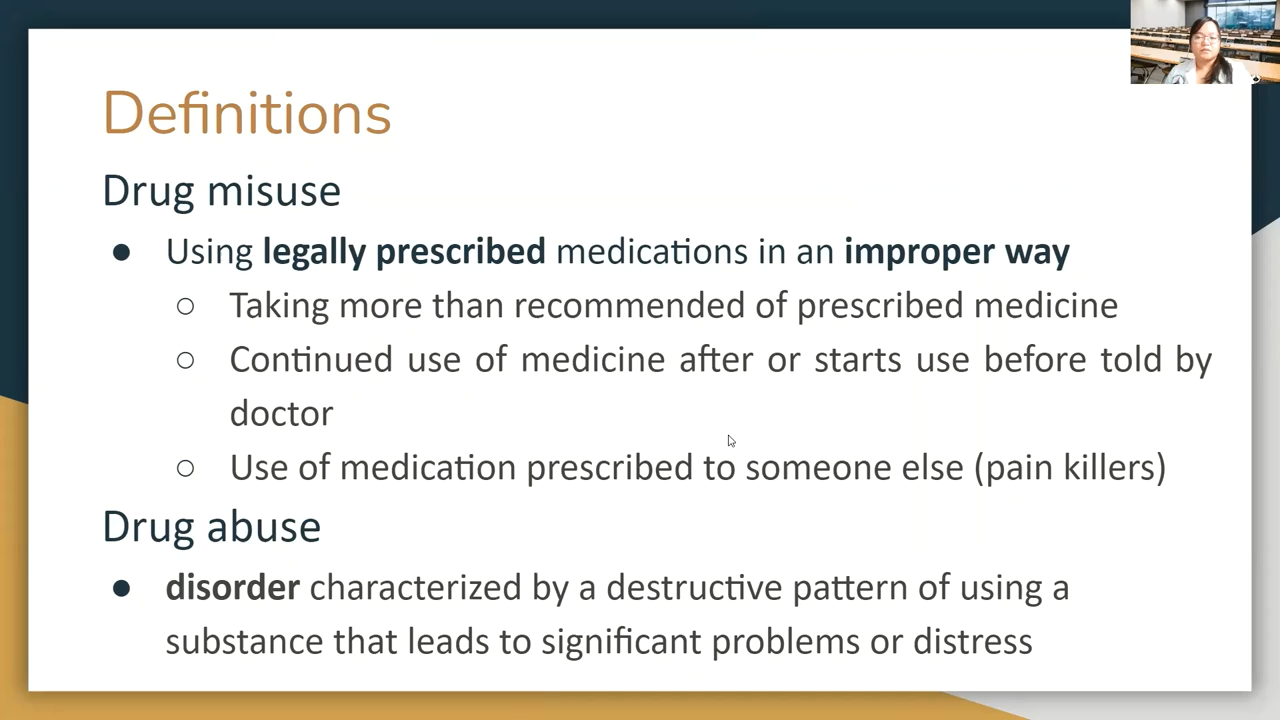 Definitions
Drug misuse
● Using legally prescribed medications in an improper way
○ Taking more than recommended of prescribed medicine
○ Continued use of medicine after or starts use before told by
doctor
○ Use of medication prescribed to someone else (pain killers)
Drug abuse
● disorder characterized by a destructive pattern of using a
substance that leads to significant problems or distress